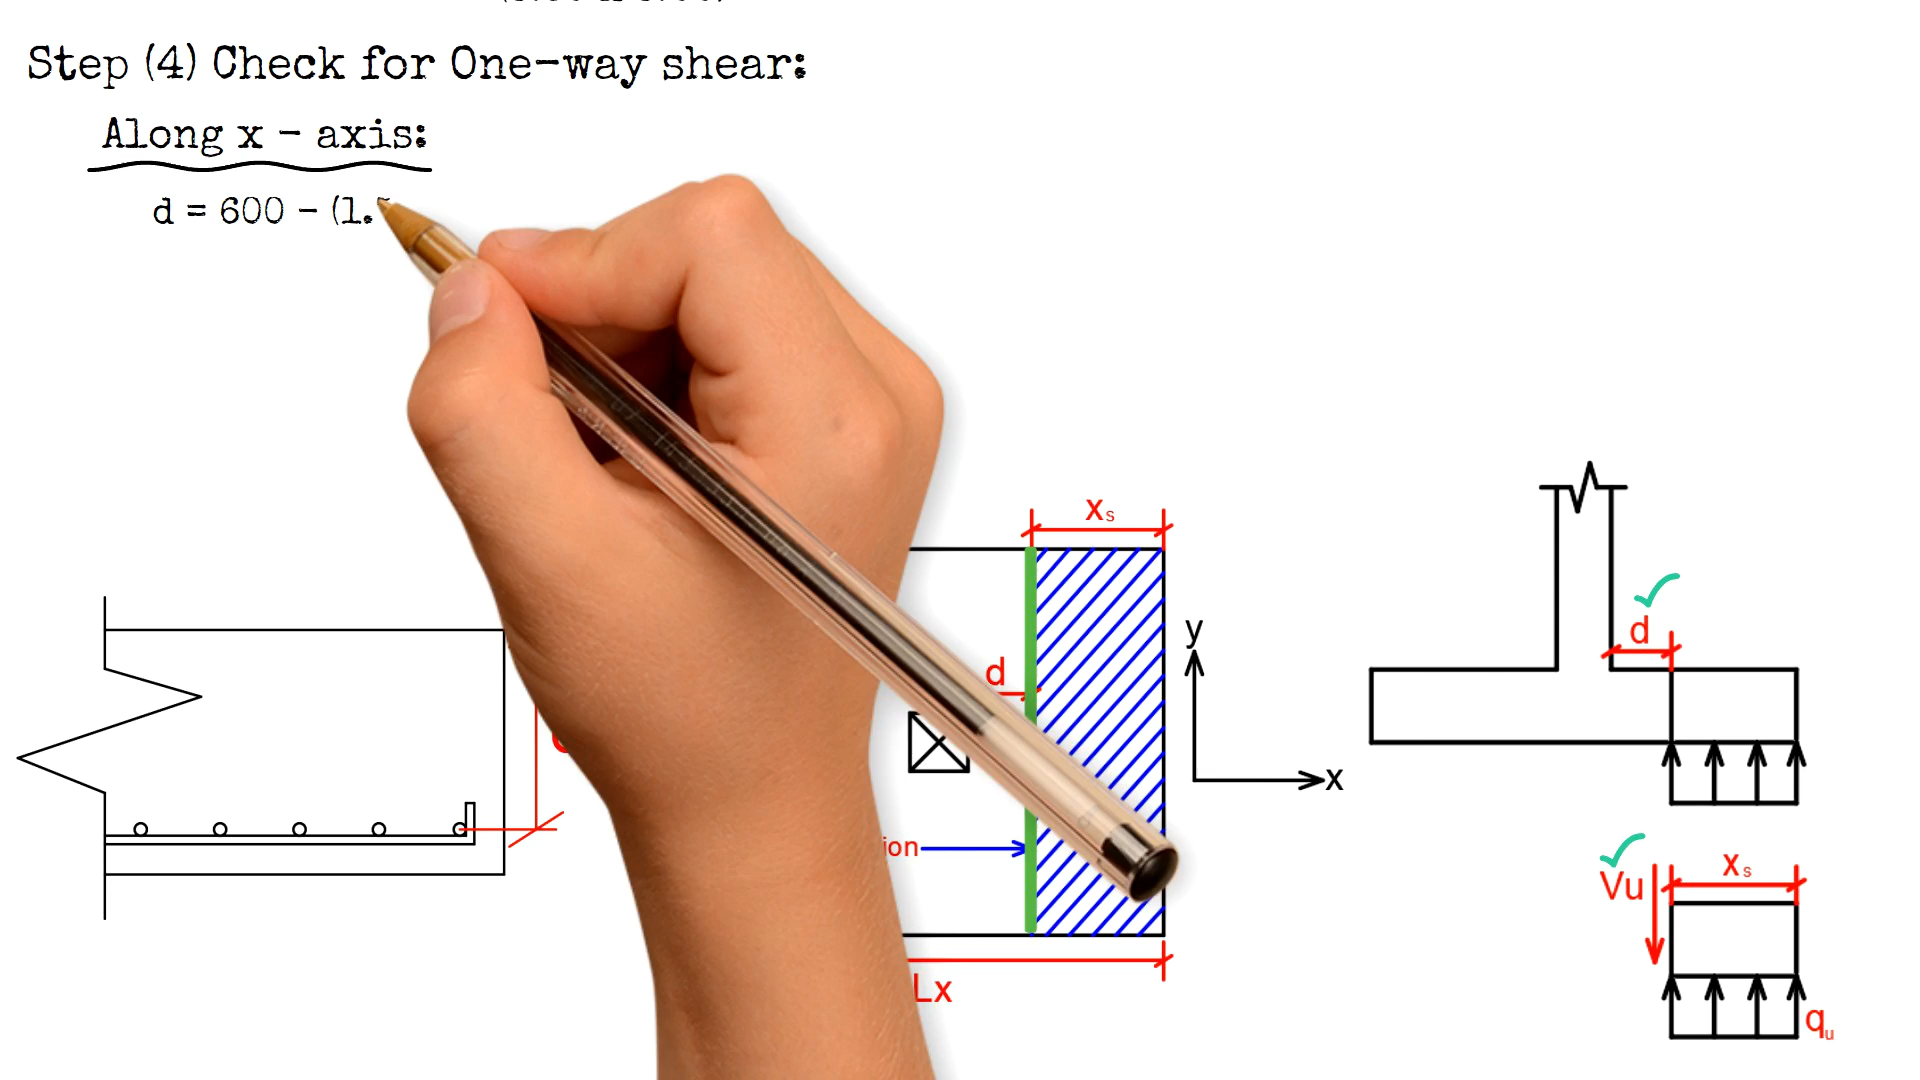 Step (4) Check for One-way shear:
Along x - axis:
d = 600 - (1.
Xs
d
y
x
ion
Lx
d
Vu
Xs
qu